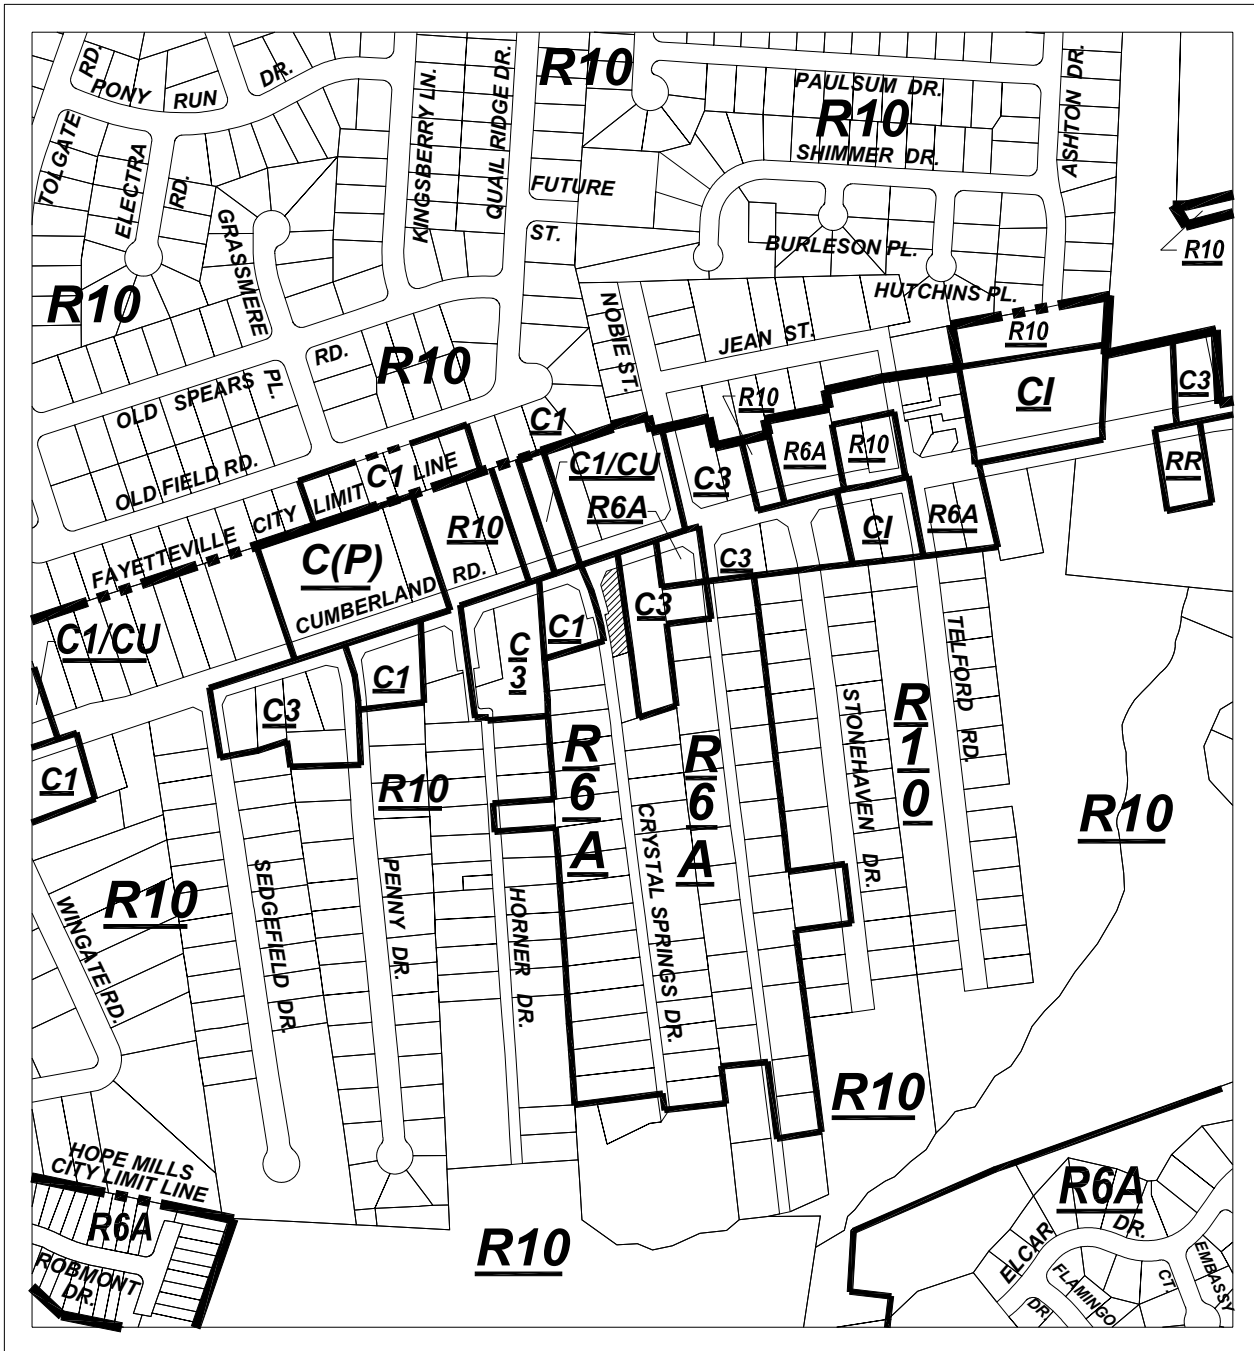 RD.
PONY
RUN
DR.
TOLGATE
ELECTRA
RD.
GRASSMERE
PL.
KINGSBERRY LN.
QUAIL RIDGE DR.
R10
PAULSUM DR.
R10
SHIMMER DR.
ASHTON DR.
FUTURE
ST.
BURLESON PL.
HUTCHINS PL.
R10
R10
NOBIE ST.
JEAN ST.
R10
OLD SPEARS
RD.
R10
R10
CI
C3
OLD FIELD RD.
C1
C1
C1/CU
R6A
C3
R6A
R10
RR
FAYETTEVILLE CITY LIMIT LINE
R10
C(P)
CUMBERLAND RD.
C3
CI
R6A
C1/CU
C1
C
3
C1
C3
C3
C1
R10
R
6
A
R
6
A
R
1
0
TELFORD RD.
STONEHAVEN DR.
R10
R10
WINGATE RD.
SEDGEFIELD DR.
PENNY DR.
HORNER DR.
CRYSTAL SPRINGS DR.
R10
HOPE MILLS
CITY LIMIT LINE
R6A
ROBMONT
DR.
R10
R6A
ELCAR
DR.
FLAMINGO
DR.
CT.
EMBASSY